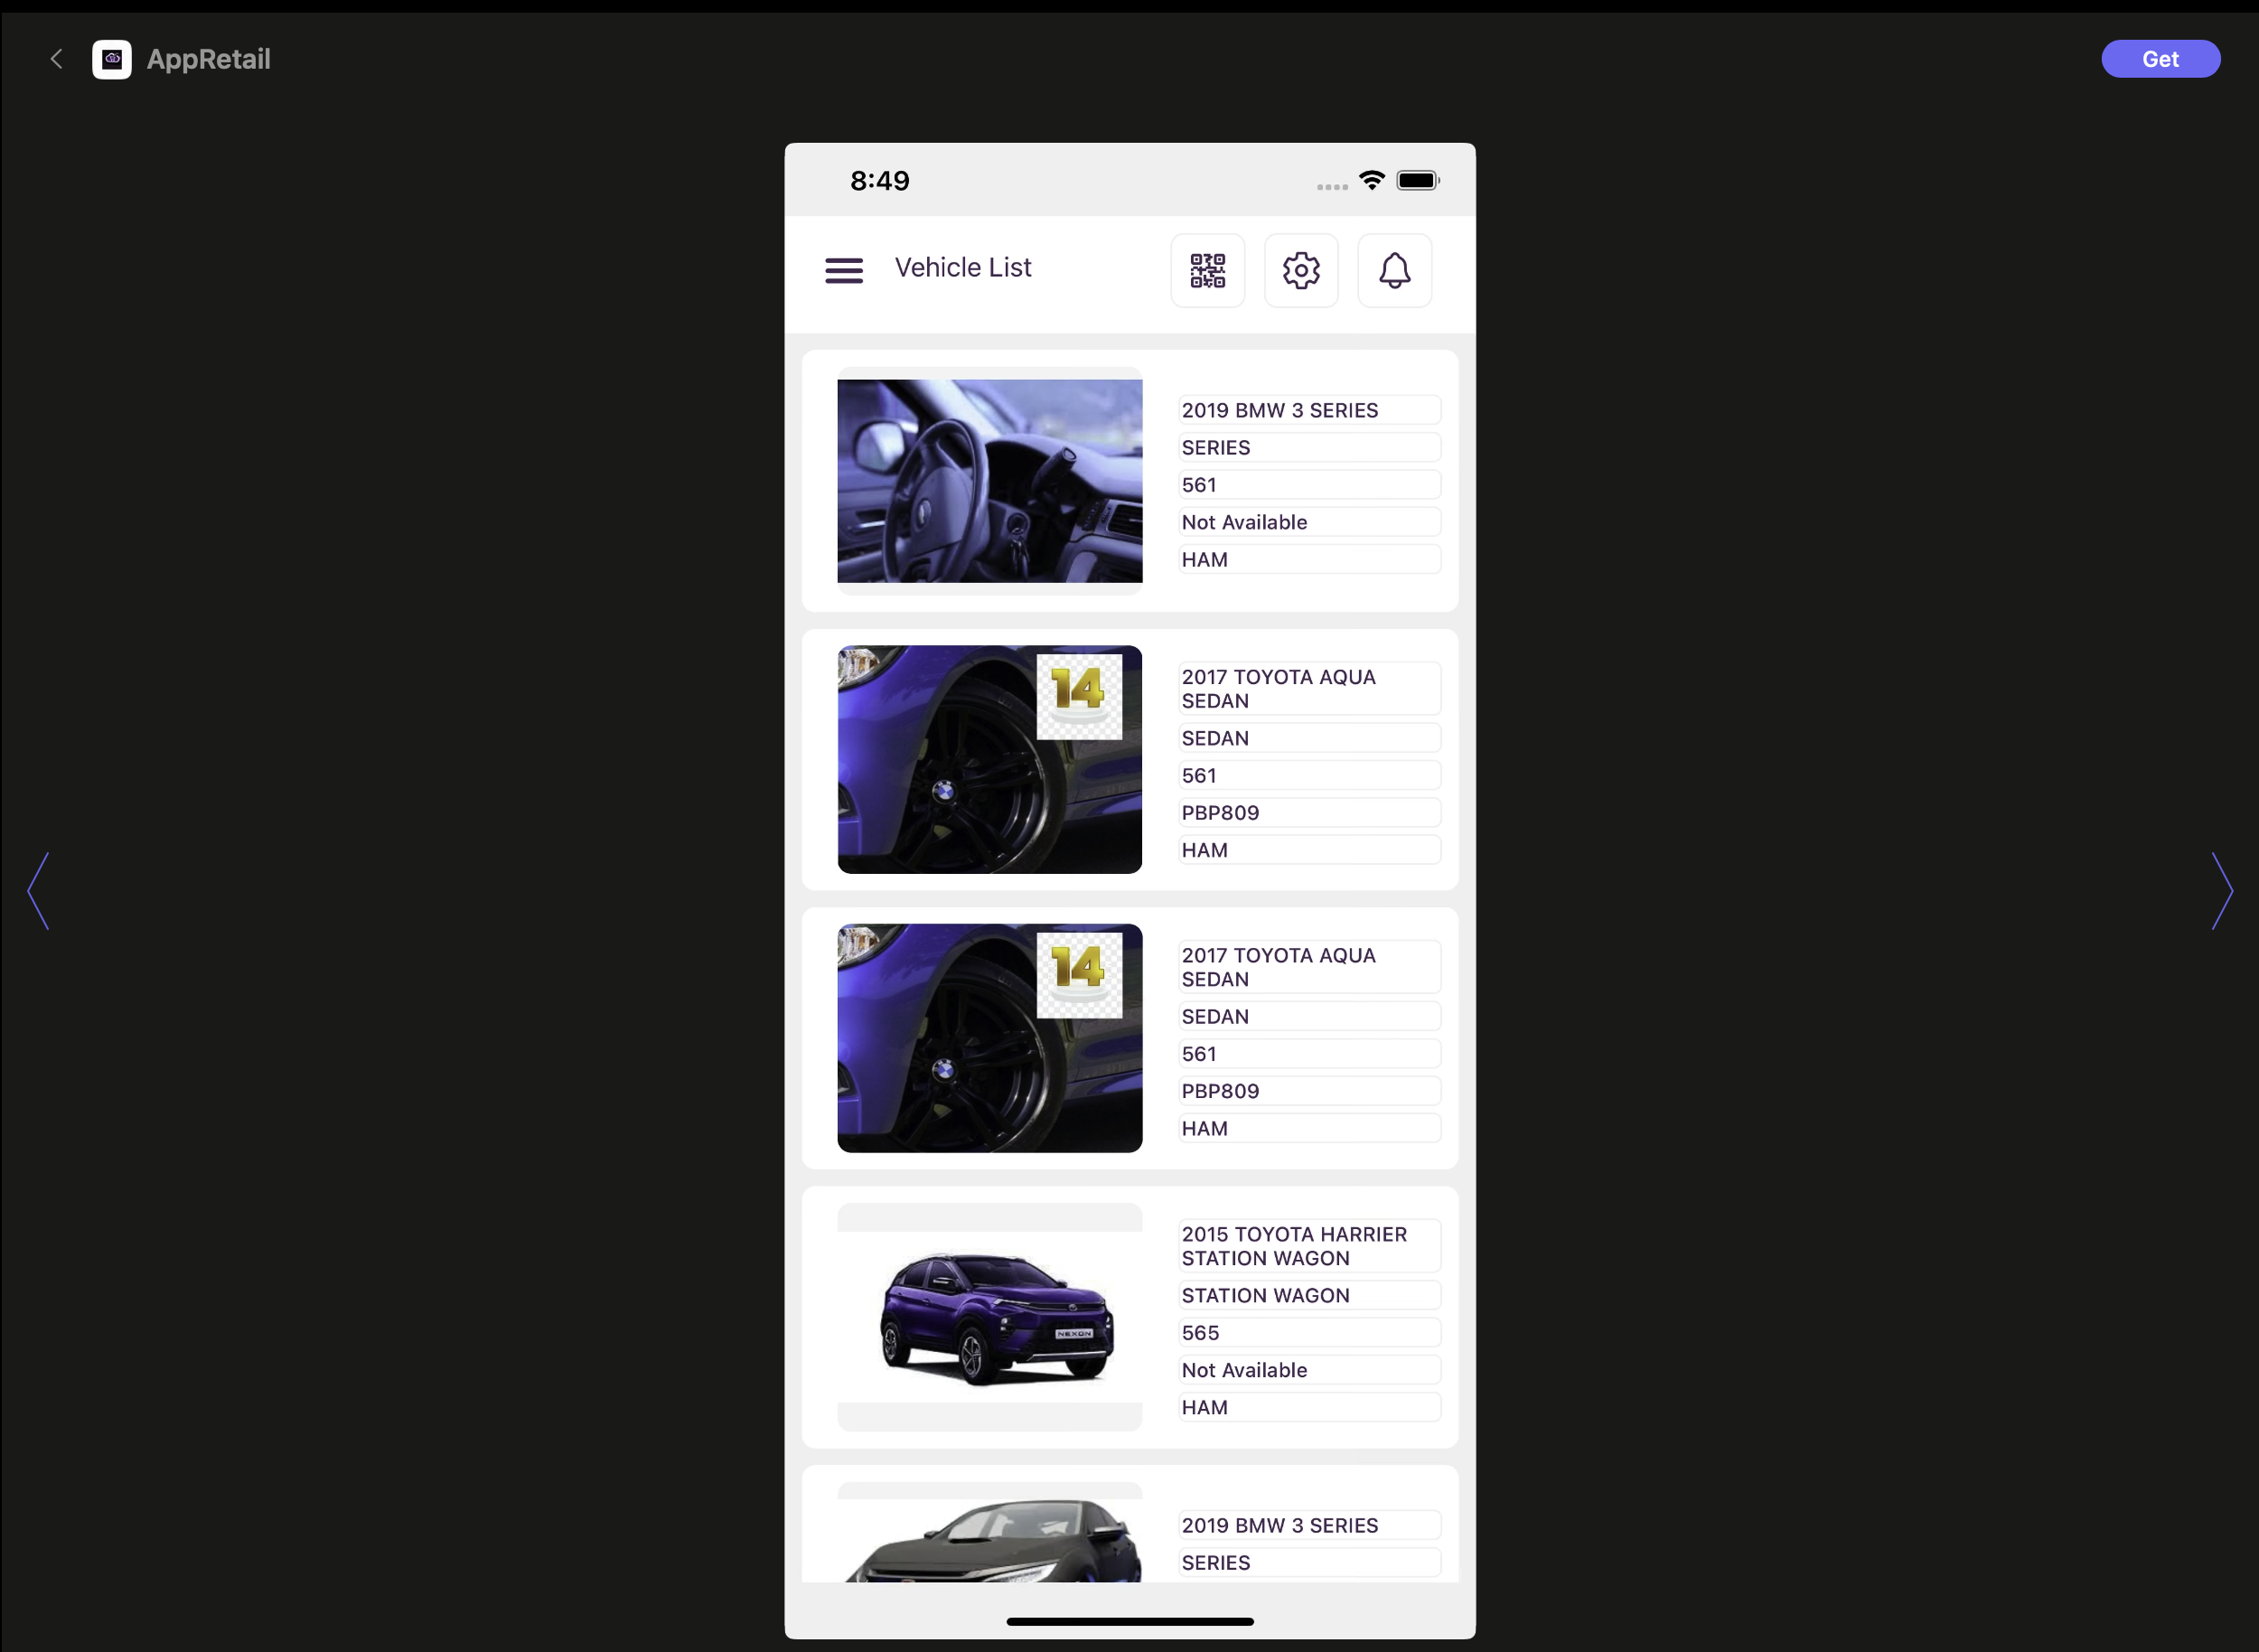 AppRetail
Get
8:49
Vehicle List
2019 BMW 3 SERIES
SERIES
561
Not Available
HAM
14
2017 TOYOTA AQUA
SEDAN
SEDAN
561
PBP809
HAM
14
2017 TOYOTA AQUA
SEDAN
SEDAN
561
PBP809
HAM
NEXON
2015 TOYOTA HARRIER
STATION WAGON
STATION WAGON
565
Not Available
HAM
2019 BMW 3 SERIES
SERIES